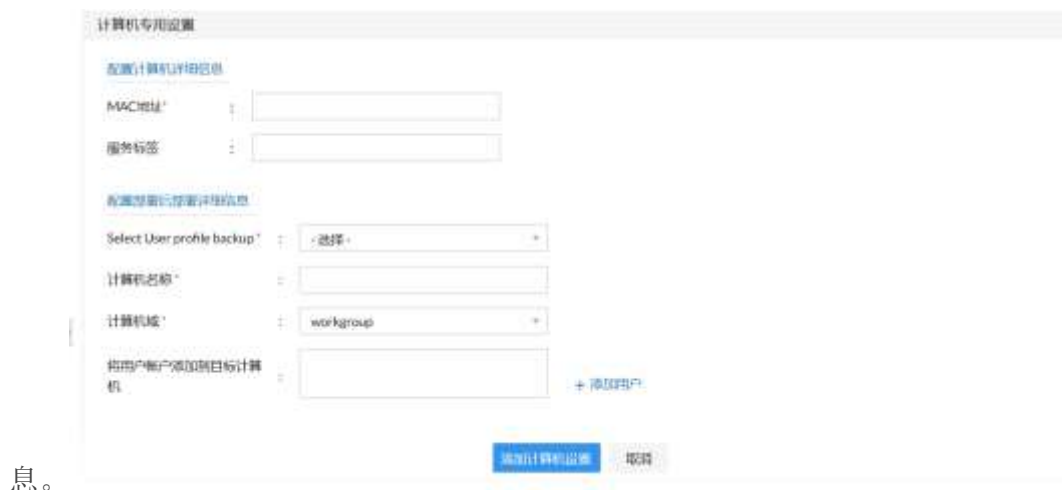 计算机专用设置
配置计算机详细信息
MAC地址*
:
服务标签
:
配置部署后部署详细信息
Select User profile backup *
:
- 选择 -
计算机名称 *
:
计算机域 *
:
workgroup
将用户帐户添加到目标计算
机
:
+ 添加用户
添加计算机设置
取消
息。